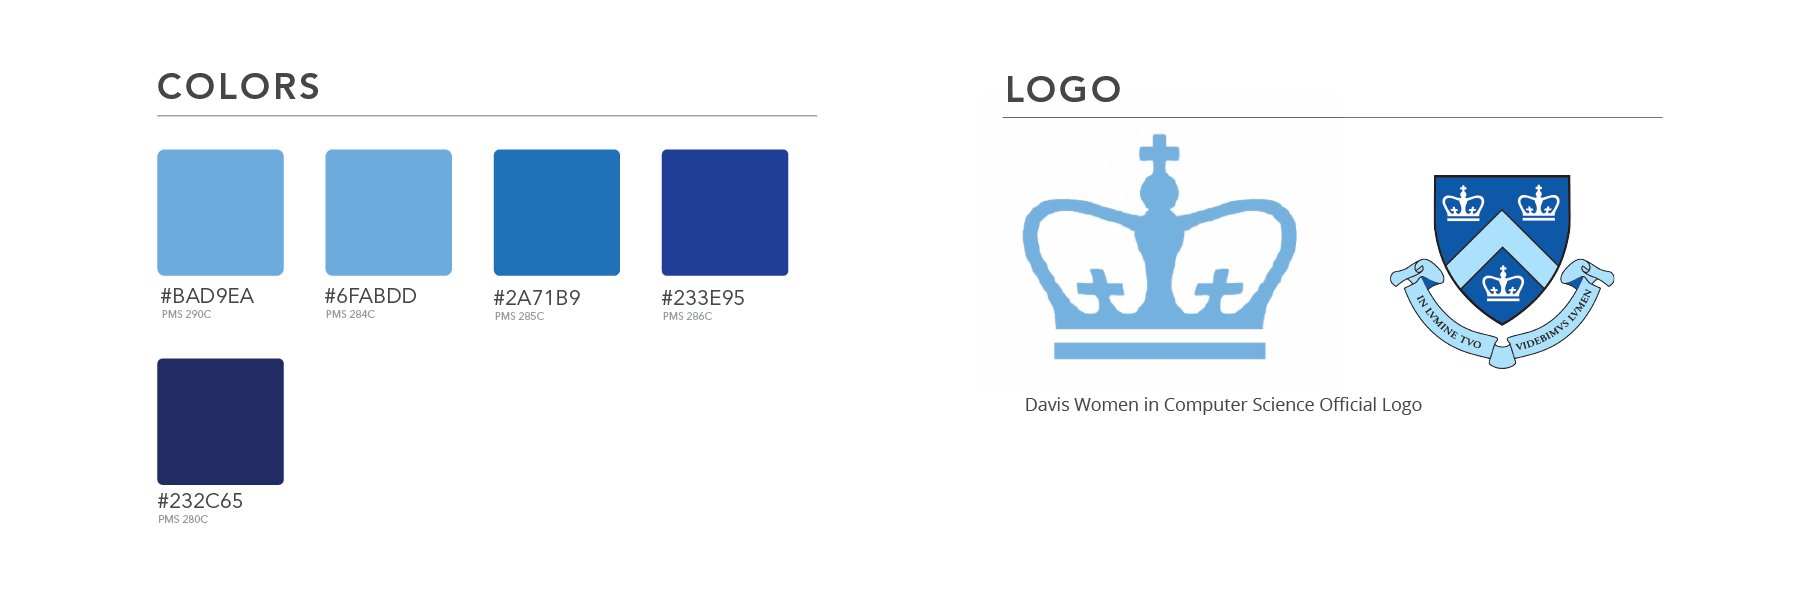 COLORS
#BAD9EA
PMS 290C
#6FABDD
PMS 284C
#2A71B9
PMS 285C
#233E95
PMS 286C
#232C65
PMS 280C
LOGO
IN LVMINE TVO
VIDEBIMVS LVMEN
Davis Women in Computer Science Official Logo